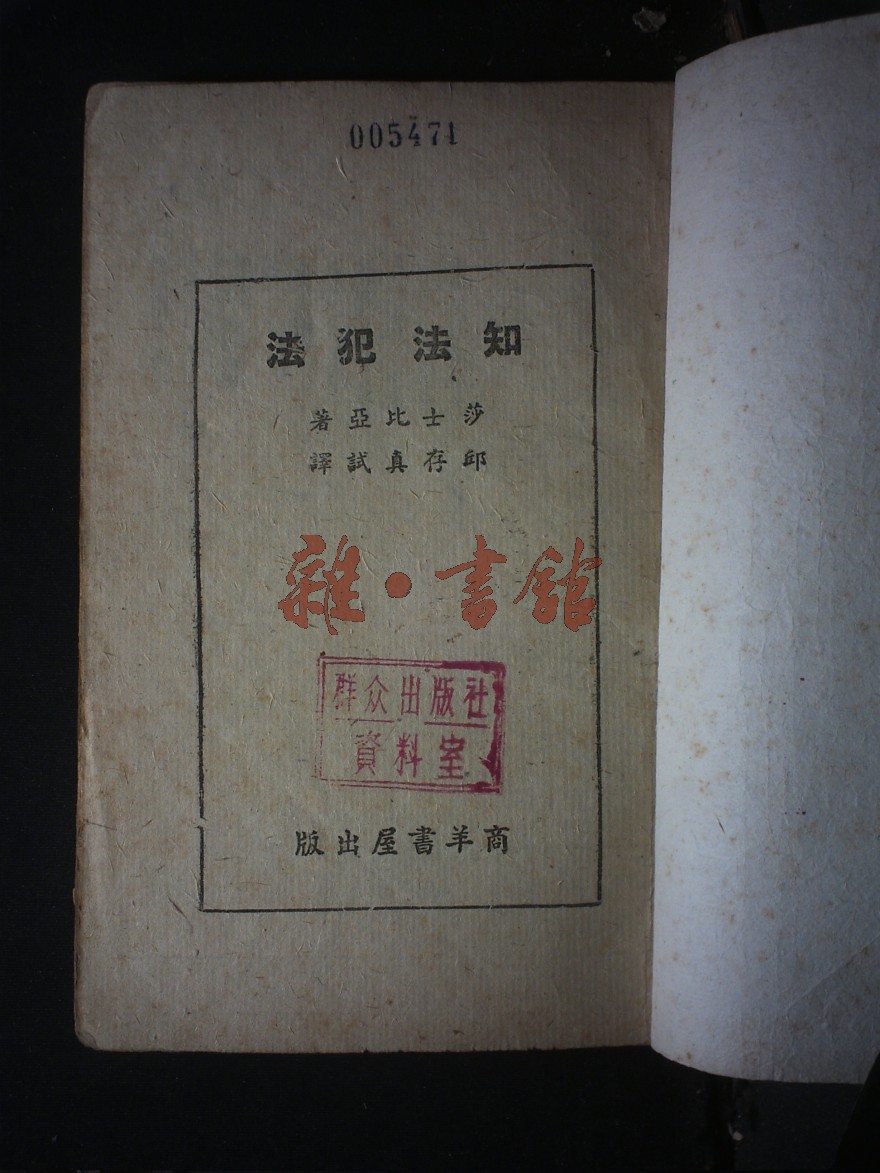 005471
知法犯法
莎士比亞著
邱存真試譯
雜·書館
群众出版社
資料室
商羊書屋出版